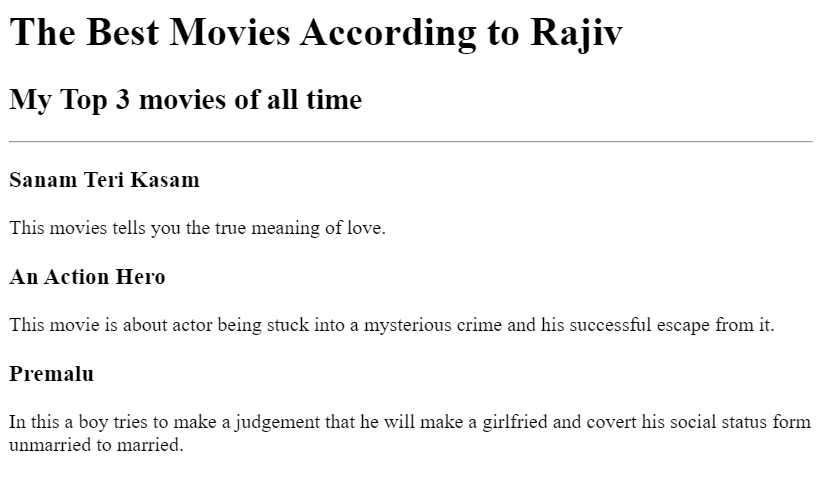 The Best Movies According to Rajiv
My Top 3 movies of all time
Sanam Teri Kasam
This movies tells you the true meaning of love.
An Action Hero
This movie is about actor being stuck into a mysterious crime and his successful escape from it.
Premalu
In this a boy tries to make a judgement that he will make a girlfried and covert his social status form
unmarried to married.